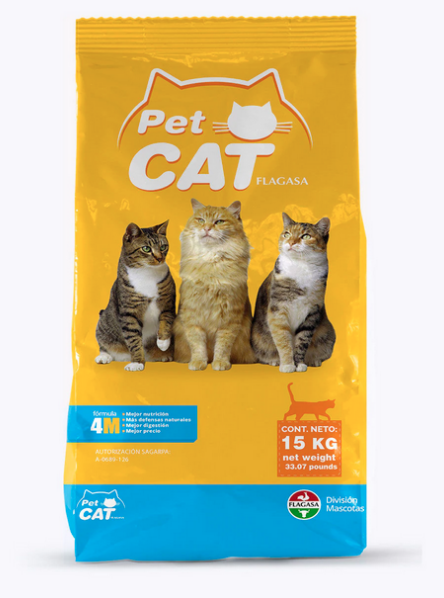 Pet
CAT
FLAGASA
fórmula
4M
• Mejor nutrición
• Más defensas naturales
• Mejor digestión
• Mejor precio
AUTORIZACIÓN SAGARPA:
CONT. NETO:
15 KG
net weight
33.07 pounds
Pet
CAT
FLAGASA
División
Mascotas